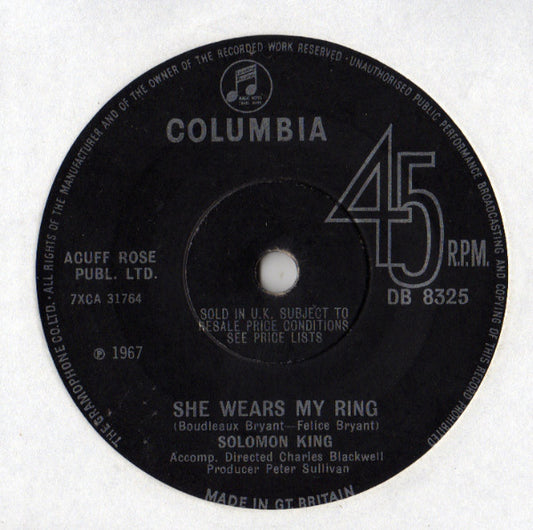 THE GRAMOPHONE CO. LTD. · ALL RIGHTS OF THE MANUFACTURER AND OF THE OWNER OF THE RECORDED WORK RESERVED · UNAUTHORISED PUBLIC PERFORMANCE BROADCASTING AND COPYING OF THIS RECORD PROHIBITED
COLUMBIA
45
R.P.M.
ACUFF ROSE
PUBL. LTD.
7XCA 31764
DB 8325
SOLD IN U.K. SUBJECT TO
RESALE PRICE CONDITIONS
SEE PRICE LISTS
℗ 1967
SHE WEARS MY RING
(Boudleaux Bryant—Felice Bryant)
SOLOMON KING
Accomp. Directed Charles Blackwell
Producer Peter Sullivan
MADE IN GT. BRITAIN